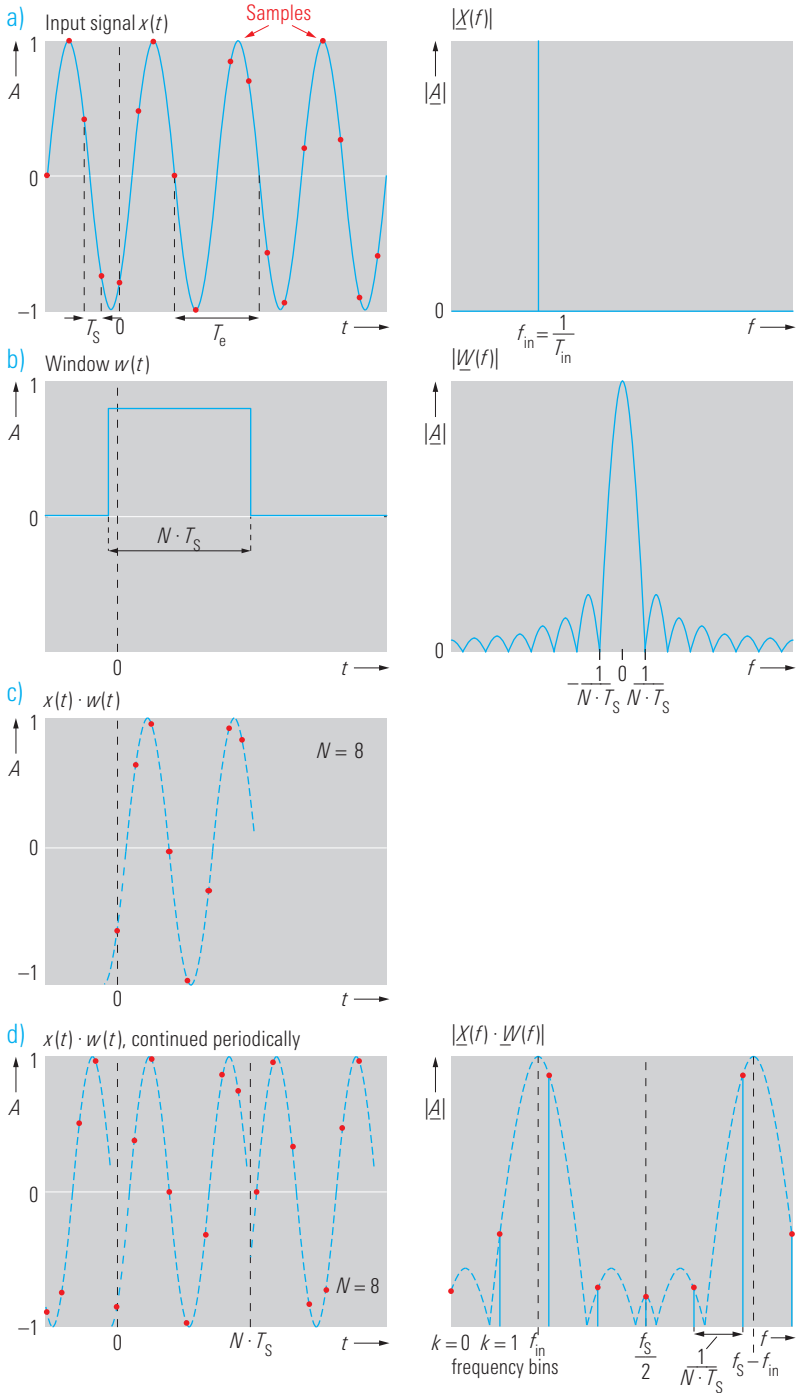 a)
Input signal x(t)
Samples
1
A
0
–1
T_S
0
T_e
t
|X(f)|
|A|
0
f_in = 1/T_in
f
b)
Window w(t)
1
A
0
N · T_S
0
t
|W(f)|
|A|
0
–1/(N · T_S)
0
1/(N · T_S)
f
c)
x(t) · w(t)
1
A
N = 8
0
–1
0
t
d)
x(t) · w(t), continued periodically
1
A
0
N = 8
–1
0
N · T_S
t
|X(f) · W(f)|
|A|
k = 0
k = 1
f_in
f_S/2
1/(N · T_S)
f_S – f_in
f
frequency bins